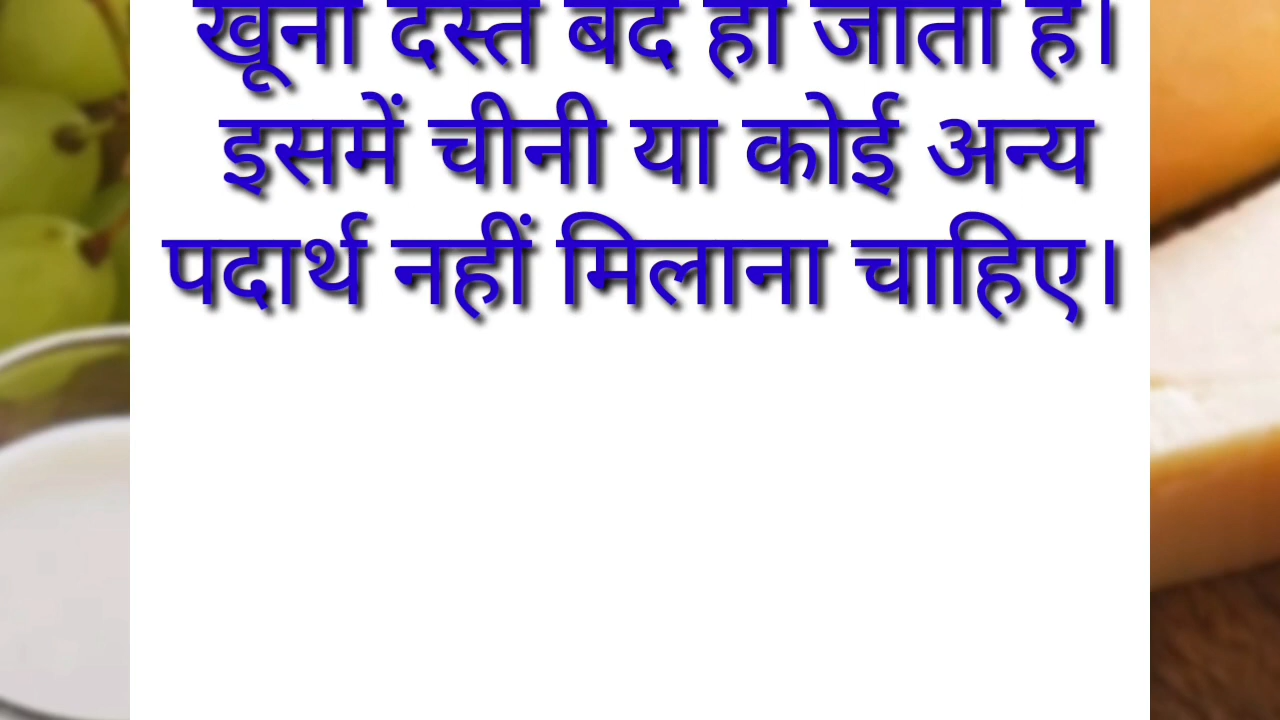 खूनी दस्त बंद हो जाता है।
इसमें चीनी या कोई अन्य
पदार्थ नहीं मिलाना चाहिए।